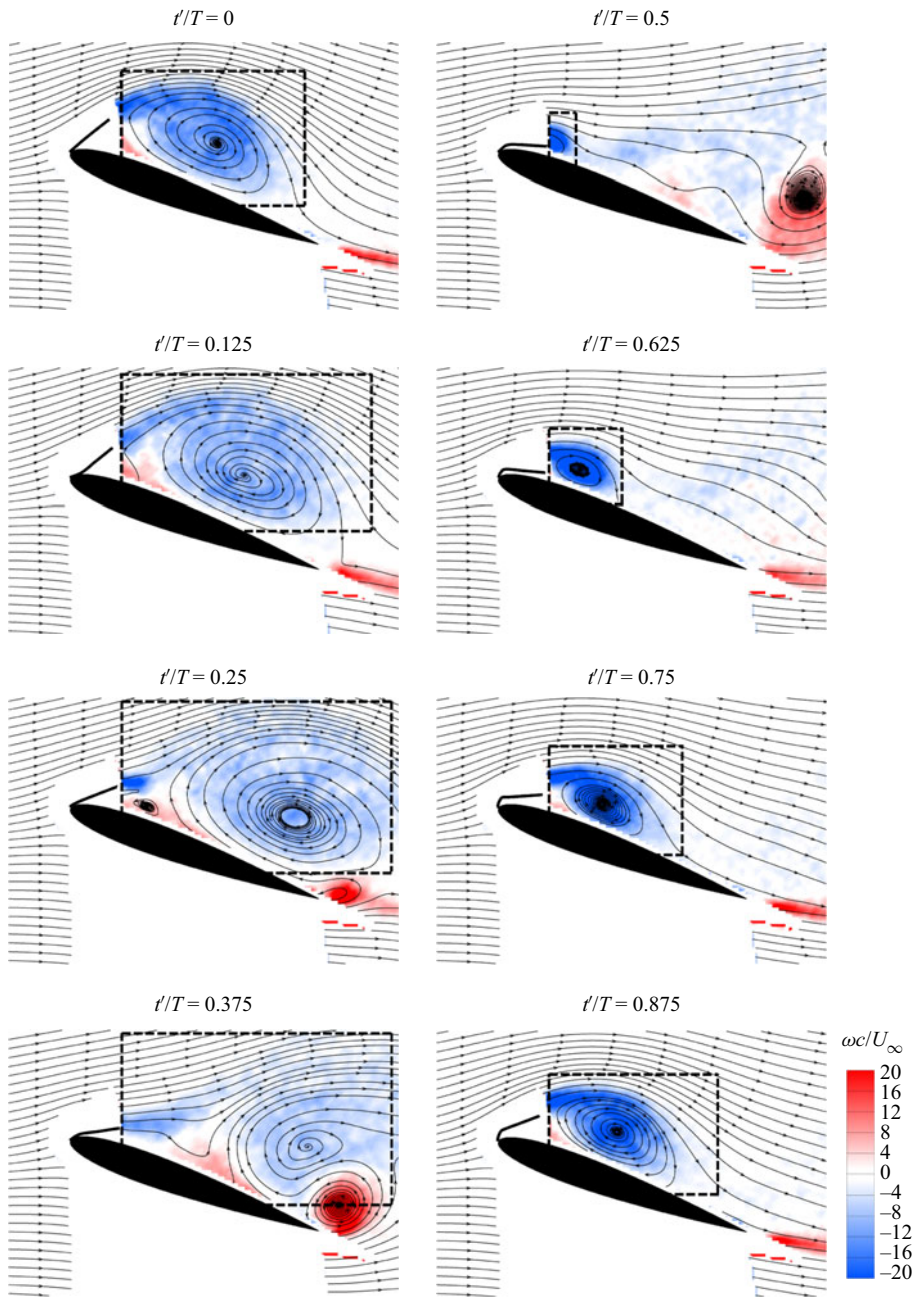 t′/T = 0
t′/T = 0.5
t′/T = 0.125
t′/T = 0.625
t′/T = 0.25
t′/T = 0.75
t′/T = 0.375
t′/T = 0.875
ωc/U∞
20
16
12
8
4
0
–4
–8
–12
–16
–20